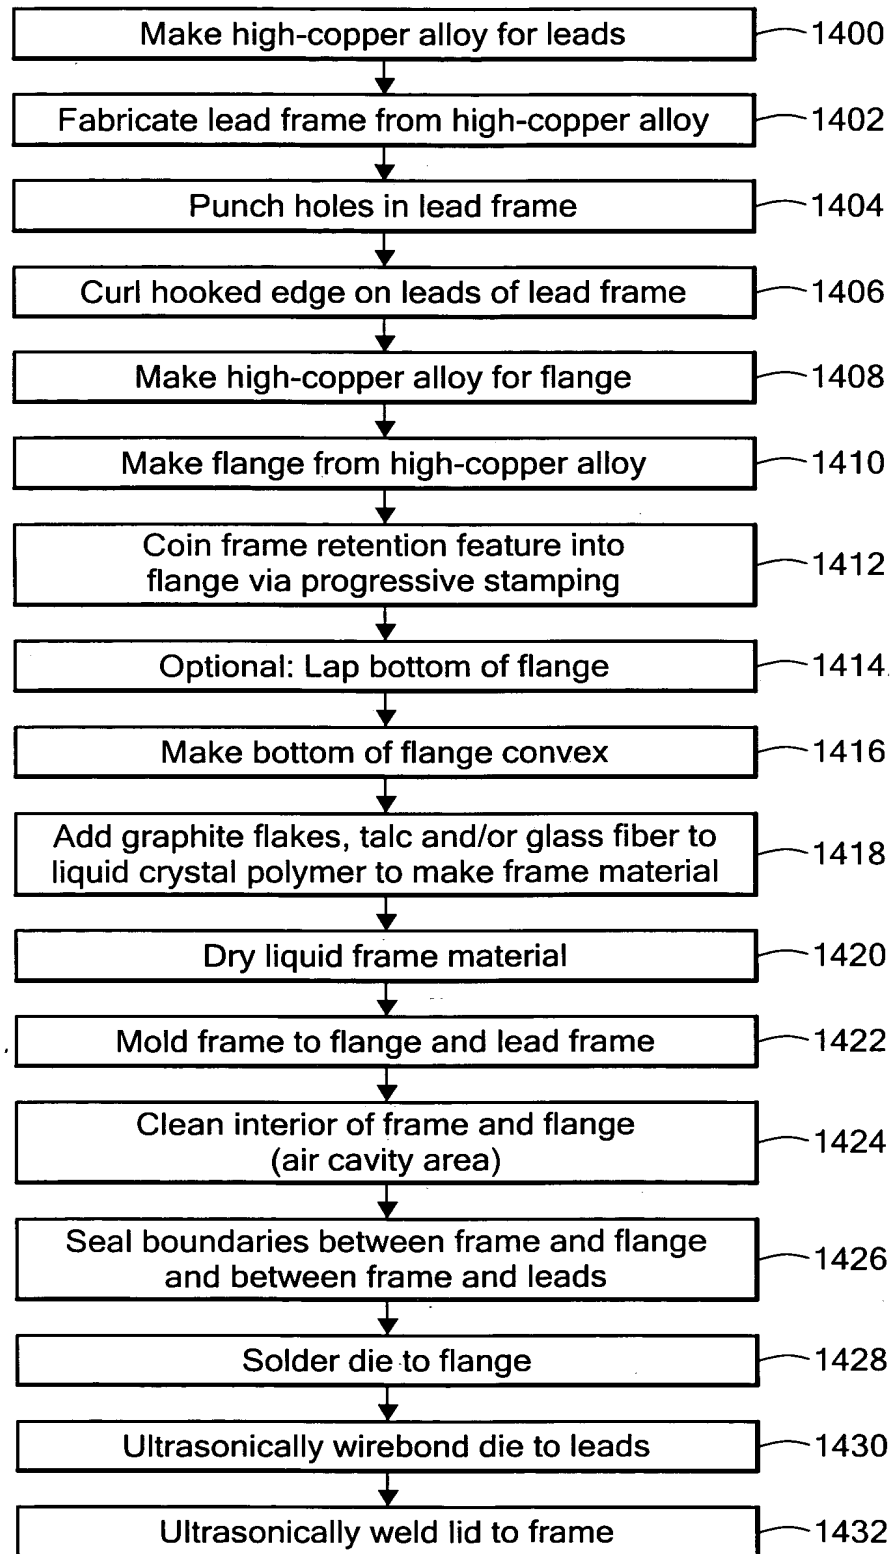 Make high-copper alloy for leads 1400
Fabricate lead frame from high-copper alloy 1402
Punch holes in lead frame 1404
Curl hooked edge on leads of lead frame 1406
Make high-copper alloy for flange 1408
Make flange from high-copper alloy 1410
Coin frame retention feature into
flange via progressive stamping 1412
Optional: Lap bottom of flange 1414
Make bottom of flange convex 1416
Add graphite flakes, talc and/or glass fiber to
liquid crystal polymer to make frame material 1418
Dry liquid frame material 1420
Mold frame to flange and lead frame 1422
Clean interior of frame and flange
(air cavity area) 1424
Seal boundaries between frame and flange
and between frame and leads 1426
Solder die to flange 1428
Ultrasonically wirebond die to leads 1430
Ultrasonically weld lid to frame 1432